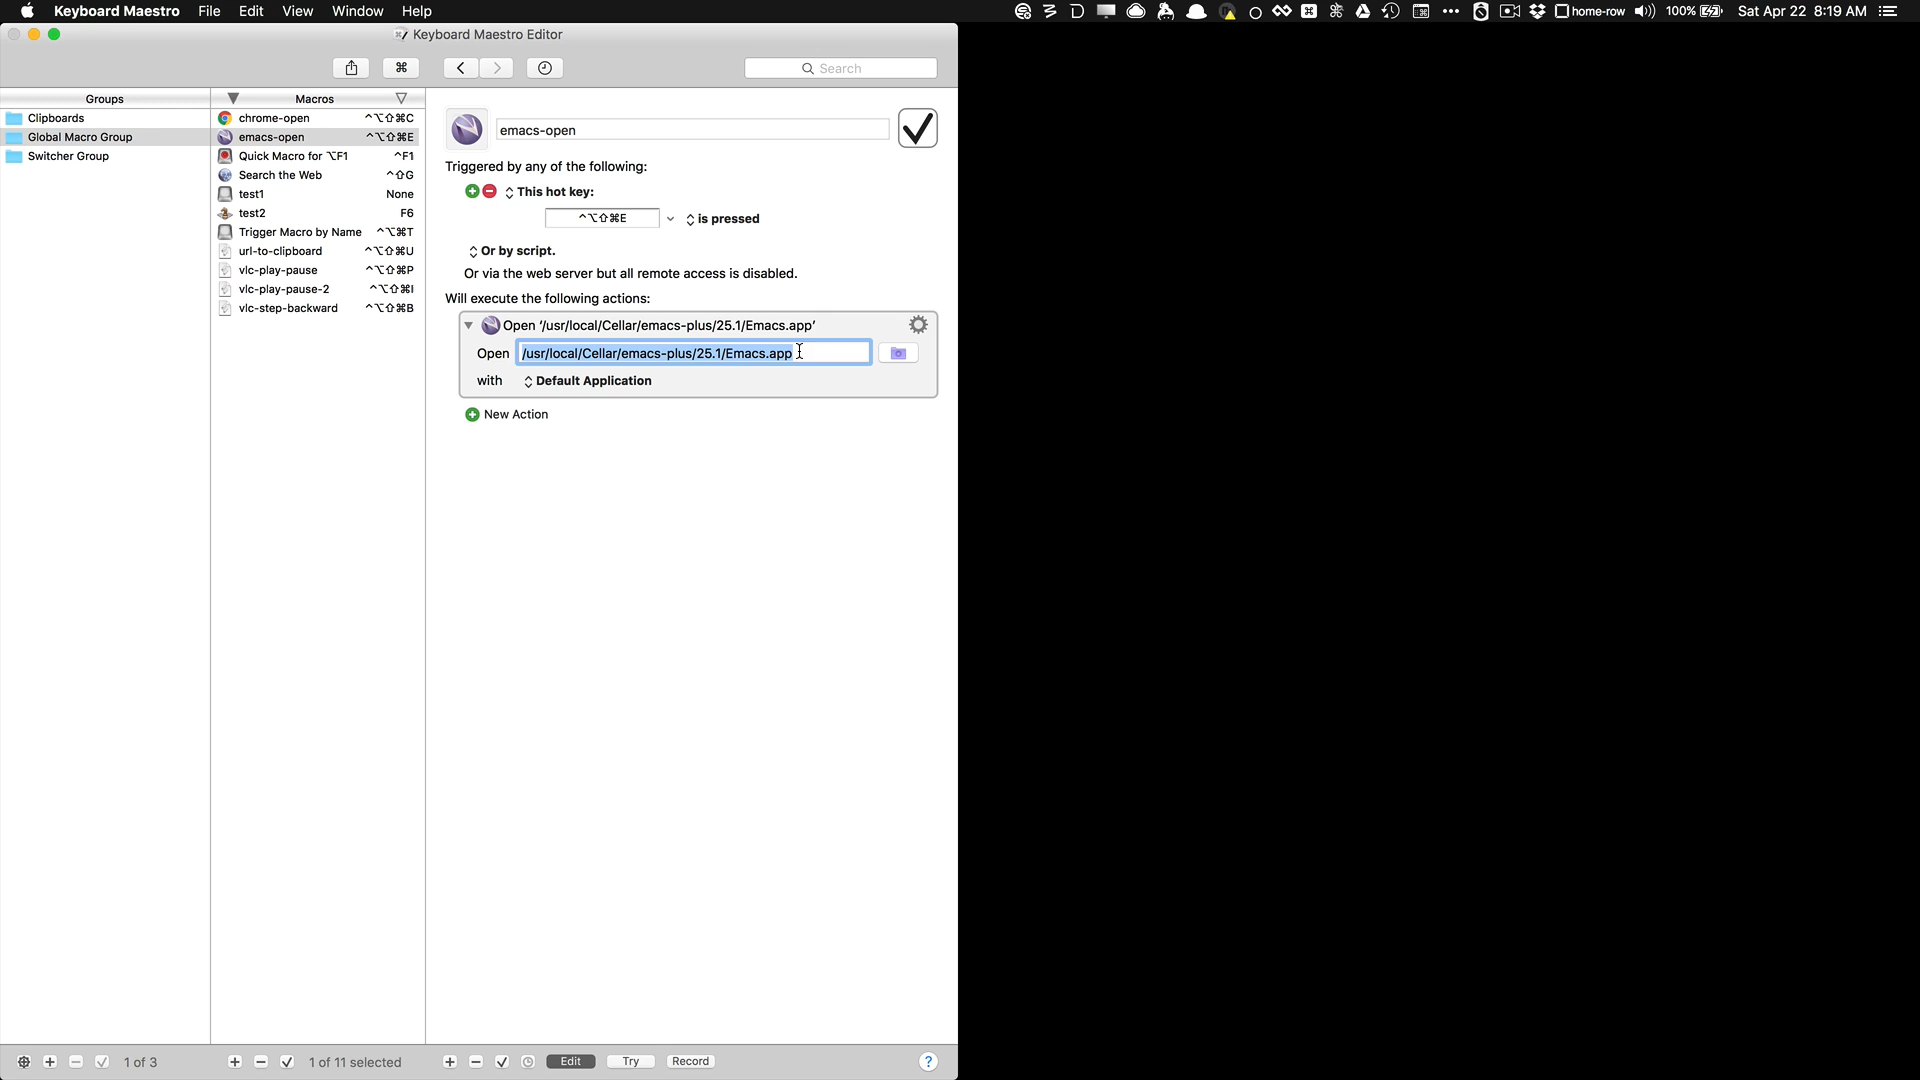 Keyboard Maestro File Edit View Window Help home-row 100% Sat Apr 22 8:19 AM
Keyboard Maestro Editor
Search
Groups
Clipboards
Global Macro Group
Switcher Group
Macros
chrome-open ^⌥⇧⌘C
emacs-open ^⌥⇧⌘E
Quick Macro for ⌥F1 ^F1
Search the Web ^⇧G
test1 None
test2 F6
Trigger Macro by Name ^⌥⌘T
url-to-clipboard ^⌥⇧⌘U
vlc-play-pause ^⌥⇧⌘P
vlc-play-pause-2 ^⌥⇧⌘I
vlc-step-backward ^⌥⇧⌘B
emacs-open
Triggered by any of the following:
This hot key:
^⌥⇧⌘E is pressed
Or by script.
Or via the web server but all remote access is disabled.
Will execute the following actions:
Open ‘/usr/local/Cellar/emacs-plus/25.1/Emacs.app’
Open /usr/local/Cellar/emacs-plus/25.1/Emacs.app
with Default Application
New Action
1 of 3
1 of 11 selected
Edit Try Record ?